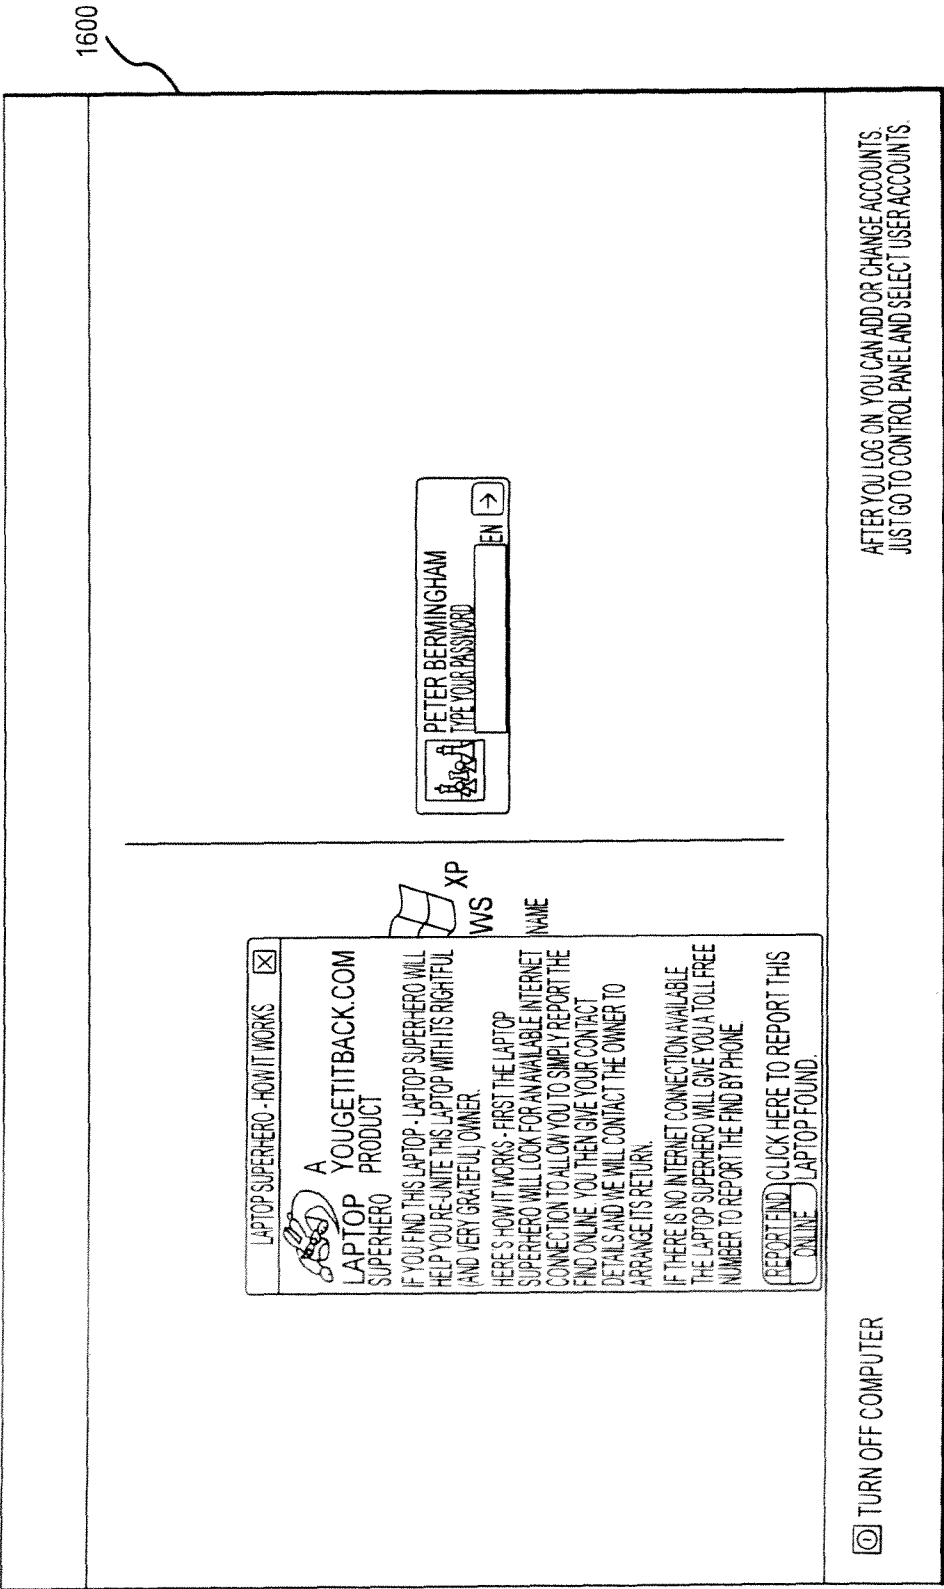 1600
LAPTOP SUPERHERO - HOW IT WORKS
LAPTOP
SUPERHERO
A
YOUGETITBACK.COM
PRODUCT
IF YOU FIND THIS LAPTOP - LAPTOP SUPERHERO WILL
HELP YOU RE-UNITE THIS LAPTOP WITH ITS RIGHTFUL
(AND VERY GRATEFUL) OWNER.
HERE'S HOW IT WORKS - FIRST THE LAPTOP
SUPERHERO WILL LOOK FOR AN AVAILABLE INTERNET
CONNECTION TO ALLOW YOU TO SIMPLY REPORT THE
FIND ONLINE. YOU THEN GIVE YOUR CONTACT
DETAILS AND WE WILL CONTACT THE OWNER TO
ARRANGE ITS RETURN.
IF THERE IS NO INTERNET CONNECTION AVAILABLE
THE LAPTOP SUPERHERO WILL GIVE YOU A TOLL FREE
NUMBER TO REPORT THE FIND BY PHONE.
REPORT FIND
ONLINE
CLICK HERE TO REPORT THIS
LAPTOP FOUND.
XP
WS
NAME
PETER BERMINGHAM
TYPE YOUR PASSWORD
EN
TURN OFF COMPUTER
AFTER YOU LOG ON, YOU CAN ADD OR CHANGE ACCOUNTS.
JUST GO TO CONTROL PANEL AND SELECT USER ACCOUNTS.